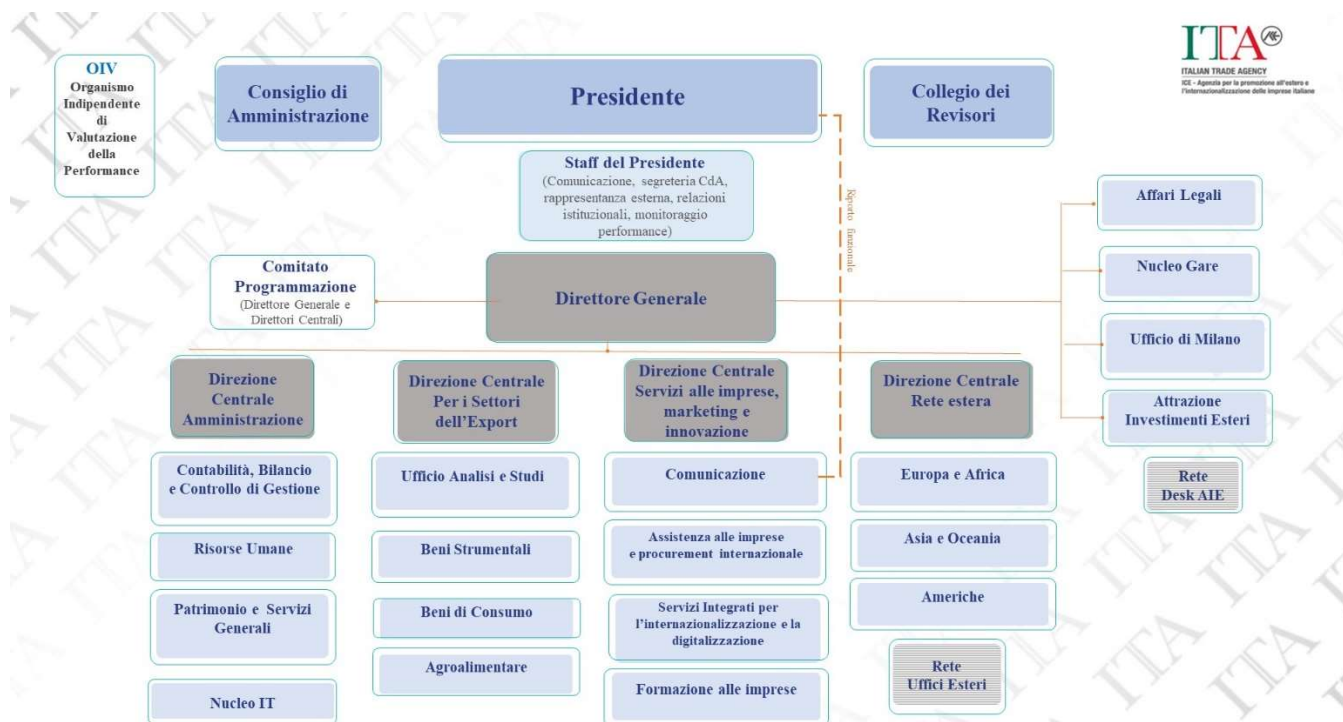 ITA
ITALIAN TRADE AGENCY
ICE - Agenzia per la promozione all'estero e
l'internazionalizzazione delle imprese italiane
OIV
Organismo
Indipendente
di
Valutazione
della
Performance
Consiglio di
Amministrazione
Presidente
Collegio dei
Revisori
Staff del Presidente
(Comunicazione, segreteria CdA,
rappresentanza esterna, relazioni
istituzionali, monitoraggio
performance)
Riporto funzionale
Comitato
Programmazione
(Direttore Generale e
Direttori Centrali)
Direttore Generale
Affari Legali
Nucleo Gare
Ufficio di Milano
Attrazione
Investimenti Esteri
Rete
Desk AIE
Direzione
Centrale
Amministrazione
Contabilità, Bilancio
e Controllo di Gestione
Risorse Umane
Patrimonio e Servizi
Generali
Nucleo IT
Direzione Centrale
Per i Settori
dell'Export
Ufficio Analisi e Studi
Beni Strumentali
Beni di Consumo
Agroalimentare
Direzione Centrale
Servizi alle imprese,
marketing e
innovazione
Comunicazione
Assistenza alle imprese
e procurement internazionale
Servizi Integrati per
l'internazionalizzazione e la
digitalizzazione
Formazione alle imprese
Direzione Centrale
Rete estera
Europa e Africa
Asia e Oceania
Americhe
Rete
Uffici Esteri